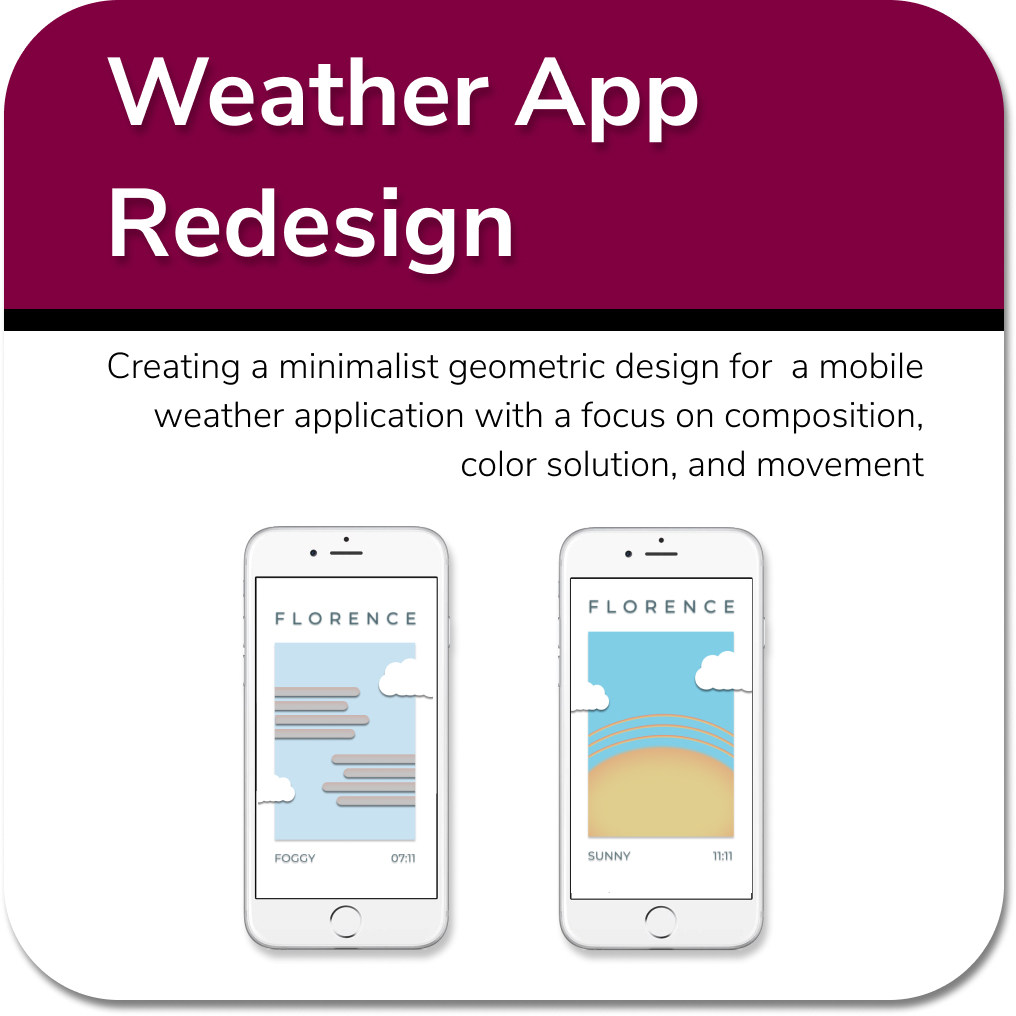 Weather App
Redesign
Creating a minimalist geometric design for  a mobile
weather application with a focus on composition,
color solution, and movement
FLORENCE
FOGGY 07:11
FLORENCE
SUNNY 11:11